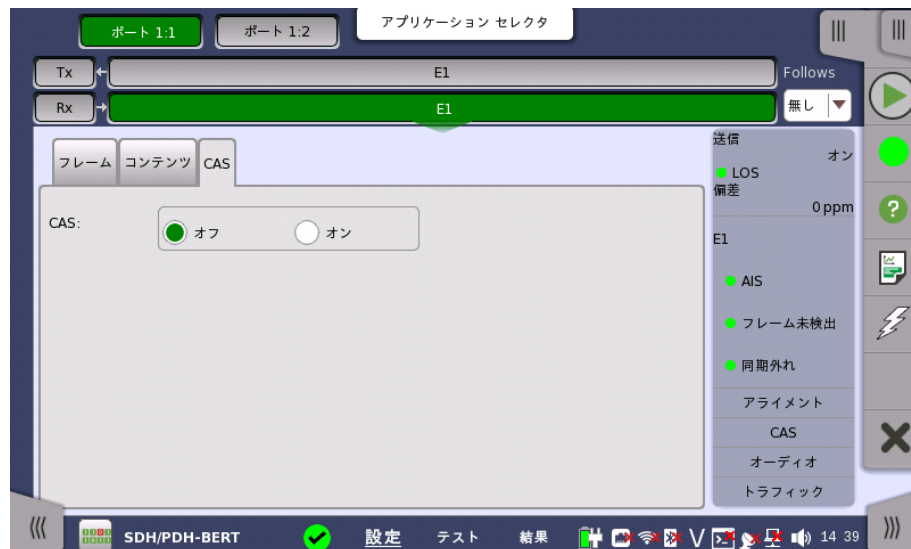 アプリケーション セレクタ
ポート 1:1
ポート 1:2
Tx
E1
Follows
Rx
E1
無し
フレーム
コンテンツ
CAS
CAS:
オフ
オン
送信
オン
LOS
偏差
0 ppm
E1
AIS
フレーム未検出
同期外れ
アライメント
CAS
オーディオ
トラフィック
SDH/PDH-BERT
設定
テスト
結果
V
14 39